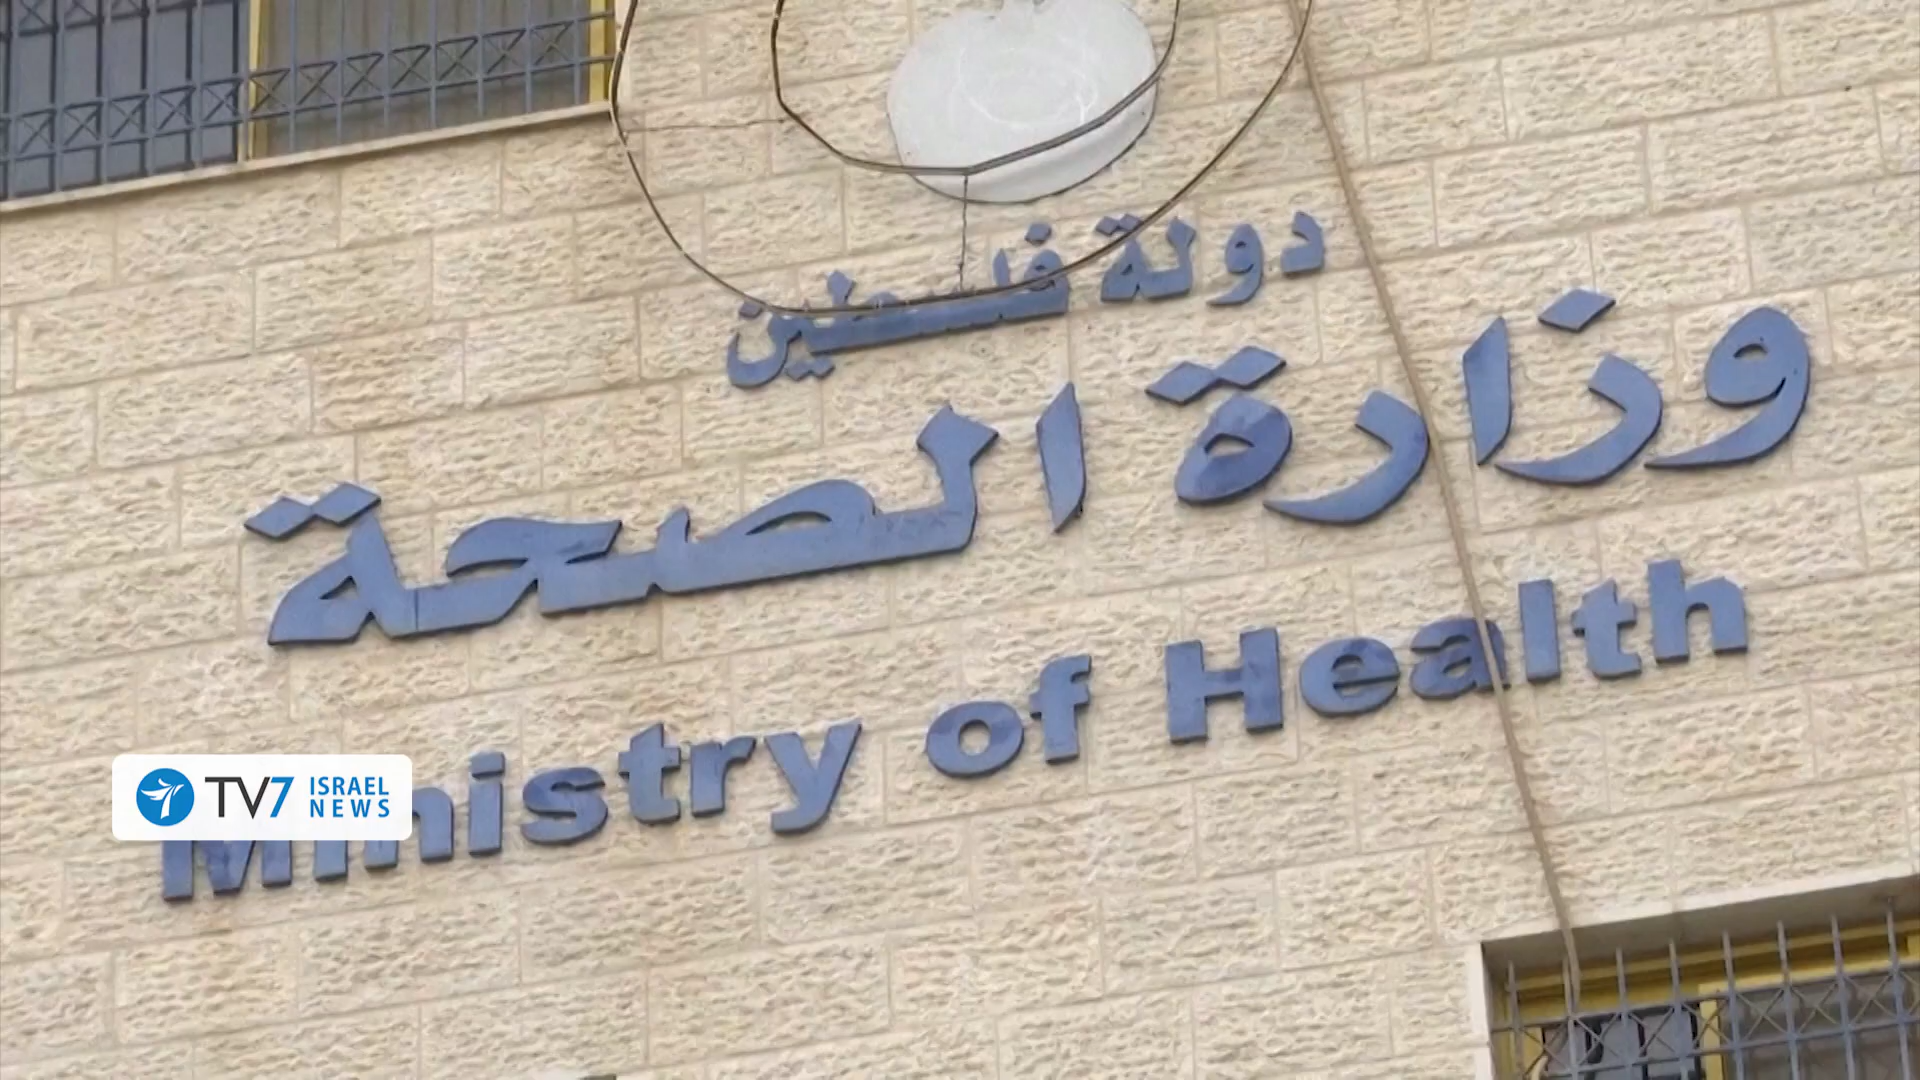 دولة فلسطين
وزارة الصحة
Ministry of Health
TV7 ISRAEL
NEWS